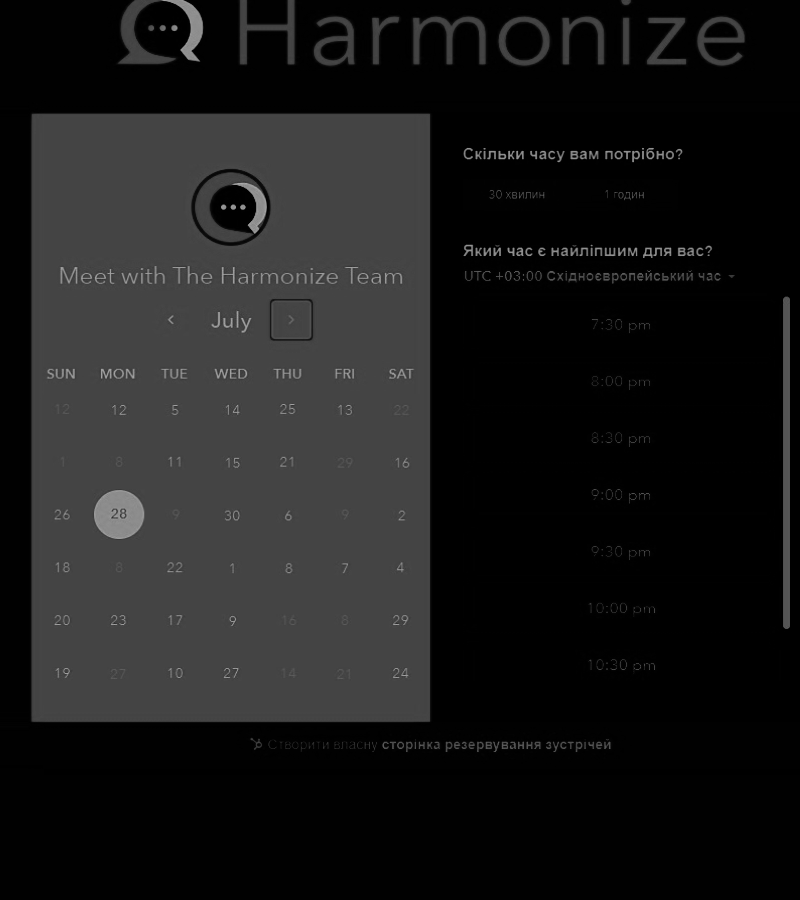 Harmonize
Meet with The Harmonize Team
July
SUN MON TUE WED THU FRI SAT
12 12 5 14 25 13 22
1 8 11 15 21 29 16
26 28 9 30 6 9 2
18 8 22 1 8 7 4
20 23 17 9 16 8 29
19 27 10 27 14 21 24
Скільки часу вам потрібно?
30 хвилин 1 годин
Який час є найліпшим для вас?
UTC +03:00 Східноєвропейський час
7:30 pm
8:00 pm
8:30 pm
9:00 pm
9:30 pm
10:00 pm
10:30 pm
Створити власну сторінка резервування зустрічей